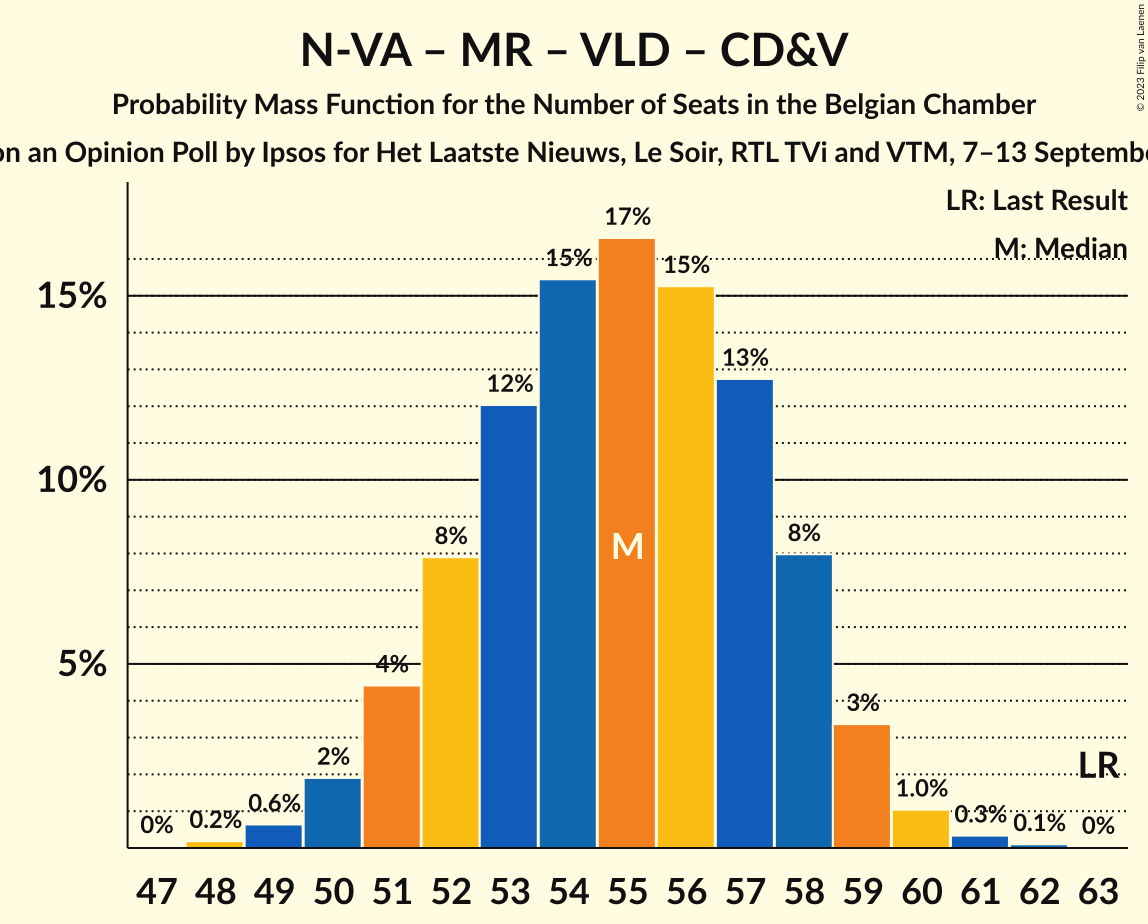 N-VA – MR – VLD – CD&V
Probability Mass Function for the Number of Seats in the Belgian Chamber
on an Opinion Poll by Ipsos for Het Laatste Nieuws, Le Soir, RTL TVi and VTM, 7–13 Septembe
© 2023 Filip van Laenen
LR: Last Result
M: Median
17%
15%
15%
15%
13%
12%
10%
8%
8%
M
5%
4%
3%
2%
LR
1.0%
0.6%
0.3%
0.2%
0.1%
0%
0%
47 48 49 50 51 52 53 54 55 56 57 58 59 60 61 62 63